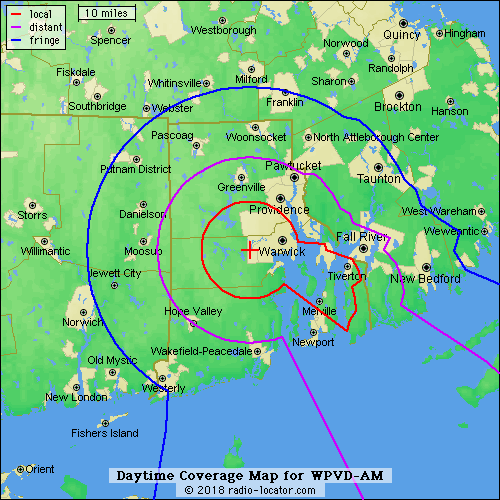 local
distant
fringe
10 miles
Westborough
Quincy
Hingham
Spencer
Norwood
Randolph
Fiskdale
Milford
Sharon
Whitinsville
Brockton
Southbridge
Franklin
Hanson
Webster
Woonsocket
North Attleborough Center
Pascoag
Putnam District
Pawtucket
Taunton
Greenville
Storrs
Danielson
Providence
West Wareham
Weweantic
Willimantic
Moosup
Warwick
Fall River
Jewett City
Tiverton
New Bedford
Hope Valley
Melville
Norwich
Newport
Wakefield-Peacedale
Old Mystic
Westerly
New London
Fishers Island
Orient
Daytime Coverage Map for WPVD-AM
© 2018 radio-locator.com